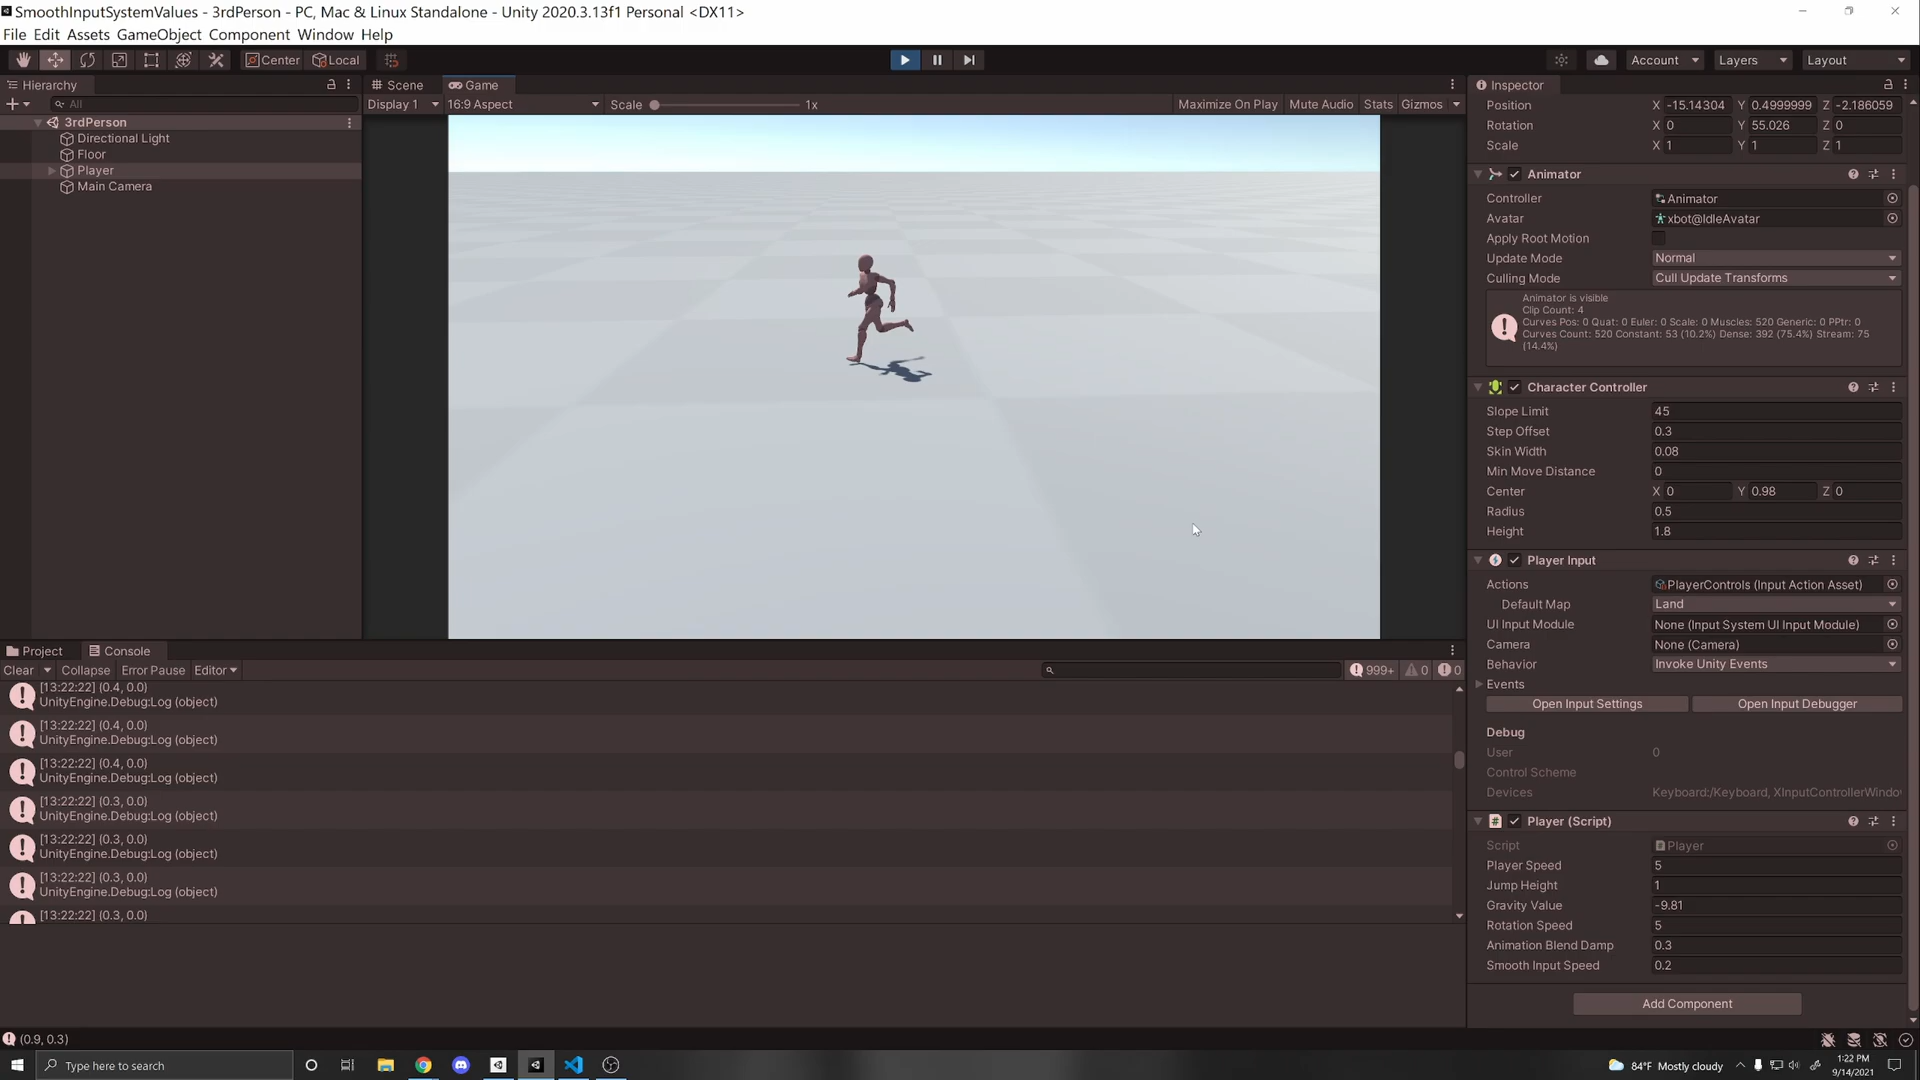 SmoothInputSystemValues - 3rdPerson - PC, Mac & Linux Standalone - Unity 2020.3.13f1 Personal <DX11>
File Edit Assets GameObject Component Window Help
Center Local Account Layers Layout
Hierarchy
All
3rdPerson
Directional Light
Floor
Player
Main Camera
Scene Game
Display 1 16:9 Aspect Scale 1x Maximize On Play Mute Audio Stats Gizmos
Inspector
Position X -15.14304 Y 0.4999999 Z -2.186059
Rotation X 0 Y 55.026 Z 0
Scale X 1 Y 1 Z 1
Animator
Controller Animator
Avatar xbot@IdleAvatar
Apply Root Motion
Update Mode Normal
Culling Mode Cull Update Transforms
Animator is visible
Clip Count: 4
Curves Pos: 0 Quat: 0 Euler: 0 Scale: 0 Muscles: 520 Generic: 0 PPtr: 0
Curves Count: 520 Constant: 53 (10.2%) Dense: 392 (75.4%) Stream: 75
(14.4%)
Character Controller
Slope Limit 45
Step Offset 0.3
Skin Width 0.08
Min Move Distance 0
Center X 0 Y 0.98 Z 0
Radius 0.5
Height 1.8
Player Input
Actions PlayerControls (Input Action Asset)
Default Map Land
UI Input Module None (Input System UI Input Module)
Camera None (Camera)
Behavior Invoke Unity Events
Events
Open Input Settings Open Input Debugger
Debug
User 0
Control Scheme
Devices Keyboard:/Keyboard, XInputControllerWindo
Player (Script)
Script Player
Player Speed 5
Jump Height 1
Gravity Value -9.81
Rotation Speed 5
Animation Blend Damp 0.3
Smooth Input Speed 0.2
Add Component
Project Console
Clear Collapse Error Pause Editor 999+ 0 0
[13:22:22] (0.4, 0.0)
UnityEngine.Debug:Log (object)
[13:22:22] (0.4, 0.0)
UnityEngine.Debug:Log (object)
[13:22:22] (0.4, 0.0)
UnityEngine.Debug:Log (object)
[13:22:22] (0.3, 0.0)
UnityEngine.Debug:Log (object)
[13:22:22] (0.3, 0.0)
UnityEngine.Debug:Log (object)
[13:22:22] (0.3, 0.0)
UnityEngine.Debug:Log (object)
[13:22:22] (0.3, 0.0)
(0.9, 0.3)
Type here to search
84°F Mostly cloudy
1:22 PM
9/14/2021